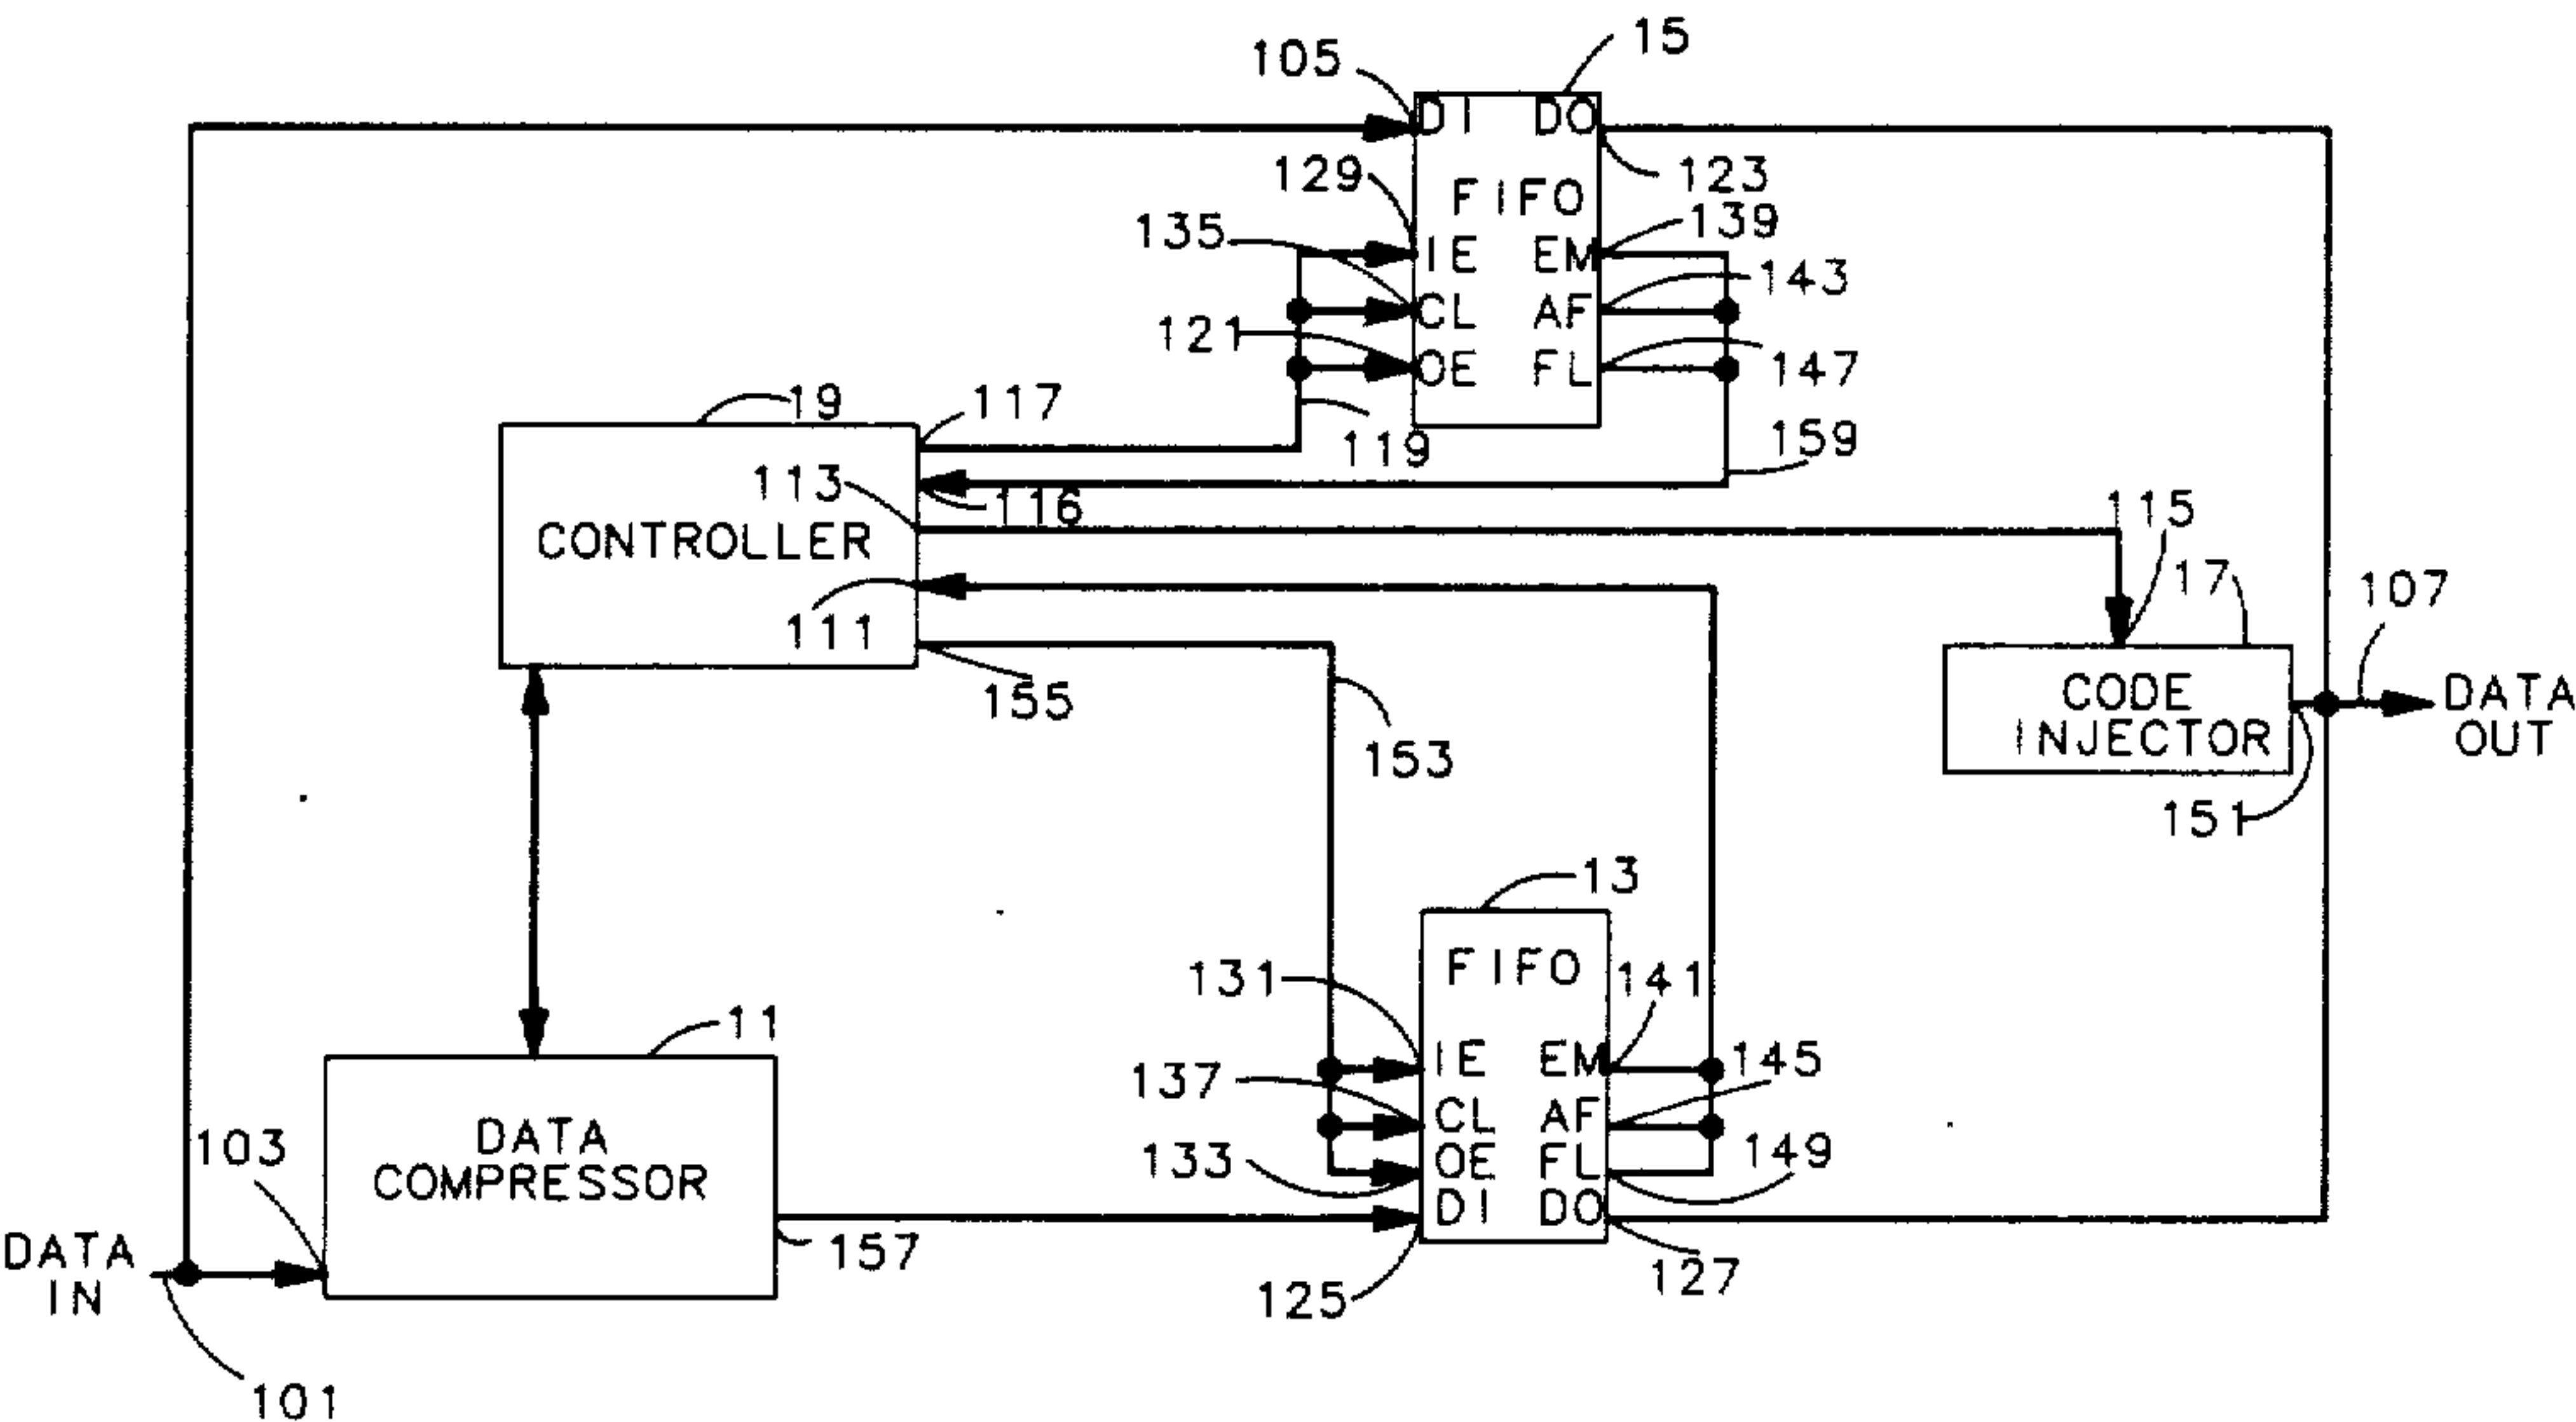 15
105
DI DO
129
123
FIFO
135
139
IE EM
143
CL AF
121
OE FL
147
19
117
119
159
113
116
CONTROLLER
115
17
107
111
155
CODE
INJECTOR
DATA
OUT
153
151
13
131
FIFO
141
11
IE EM
145
137
CL AF
103
DATA
COMPRESSOR
133
OE FL
149
DI DO
DATA
IN
157
125
127
101